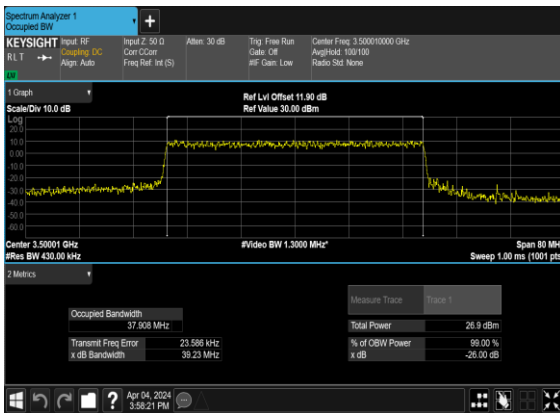 Spectrum Analyzer 1
Occupied BW
KEYSIGHT
RLT
LV
Input: RF
Coupling: DC
Align: Auto
Input Z: 50 Ω
Corr CCorr
Freq Ref: Int (S)
Atten: 30 dB
Trig: Free Run
Gate: Off
#IF Gain: Low
Center Freq: 3.500010000 GHz
Avg|Hold: 100/100
Radio Std: None
1 Graph
Scale/Div 10.0 dB
Ref Lvl Offset 11.90 dB
Ref Value 30.00 dBm
Log
20.0
10.0
0.00
-10.0
-20.0
-30.0
-40.0
-50.0
-60.0
Center 3.50001 GHz
#Res BW 430.00 kHz
#Video BW 1.3000 MHz*
Span 80 MH
Sweep 1.00 ms (1001 pts
2 Metrics
Measure Trace
Trace 1
Occupied Bandwidth
37.908 MHz
Total Power
26.9 dBm
Transmit Freq Error
23.586 kHz
% of OBW Power
99.00 %
x dB Bandwidth
39.23 MHz
x dB
-26.00 dB
?
Apr 04, 2024
3:58:21 PM